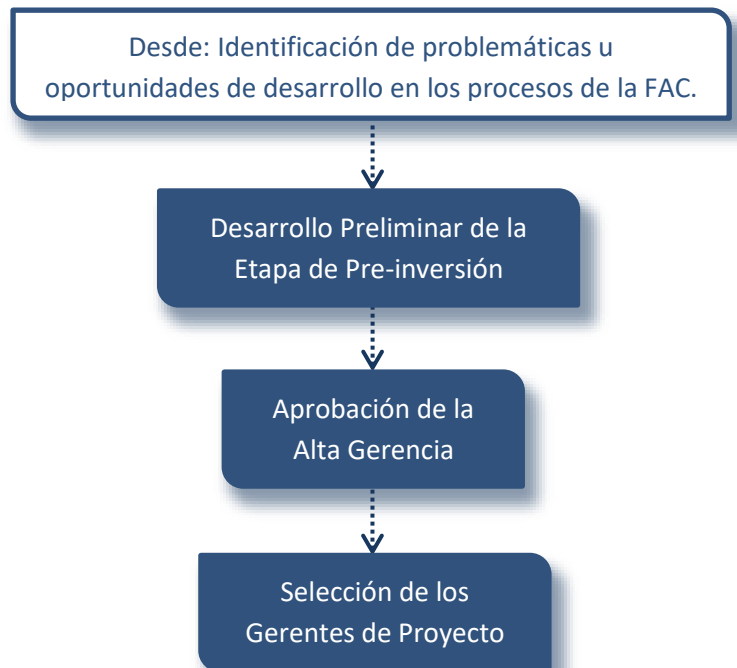 Desde: Identificación de problemáticas u
oportunidades de desarrollo en los procesos de la FAC.
Desarrollo Preliminar de la
Etapa de Pre-inversión
Aprobación de la
Alta Gerencia
Selección de los
Gerentes de Proyecto